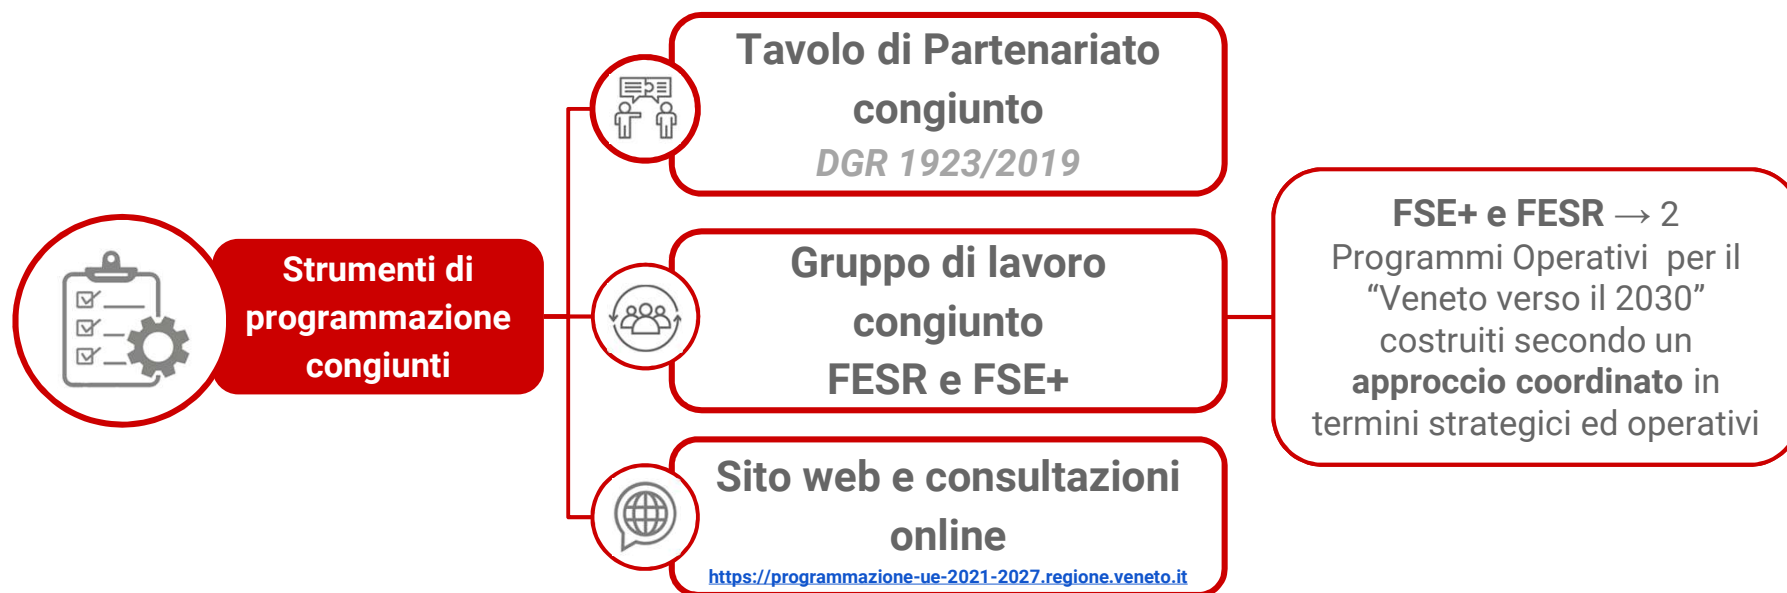 Strumenti di
programmazione
congiunti
Tavolo di Partenariato
congiunto
DGR 1923/2019
Gruppo di lavoro
congiunto
FESR e FSE+
Sito web e consultazioni
online
https://programmazione-ue-2021-2027.regione.veneto.it
FSE+ e FESR → 2
Programmi Operativi  per il
“Veneto verso il 2030”
costruiti secondo un
approccio coordinato in
termini strategici ed operativi